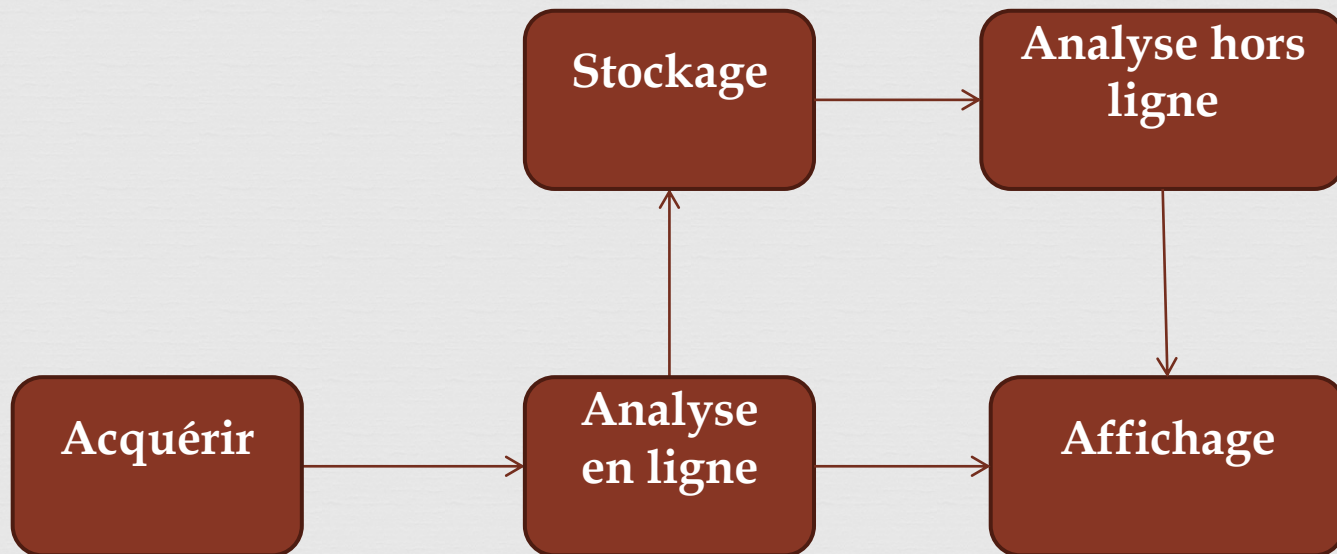 Stockage
Analyse hors
ligne
Acquérir
Analyse
en ligne
Affichage